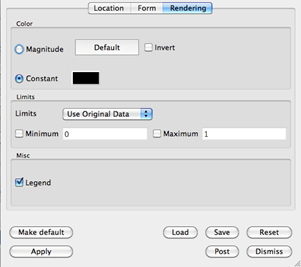 Location Form Rendering
Color
Magnitude Default Invert
Constant
Limits
Limits Use Original Data
Minimum 0 Maximum 1
Misc
Legend
Make default Load Save Reset
Apply Post Dismiss